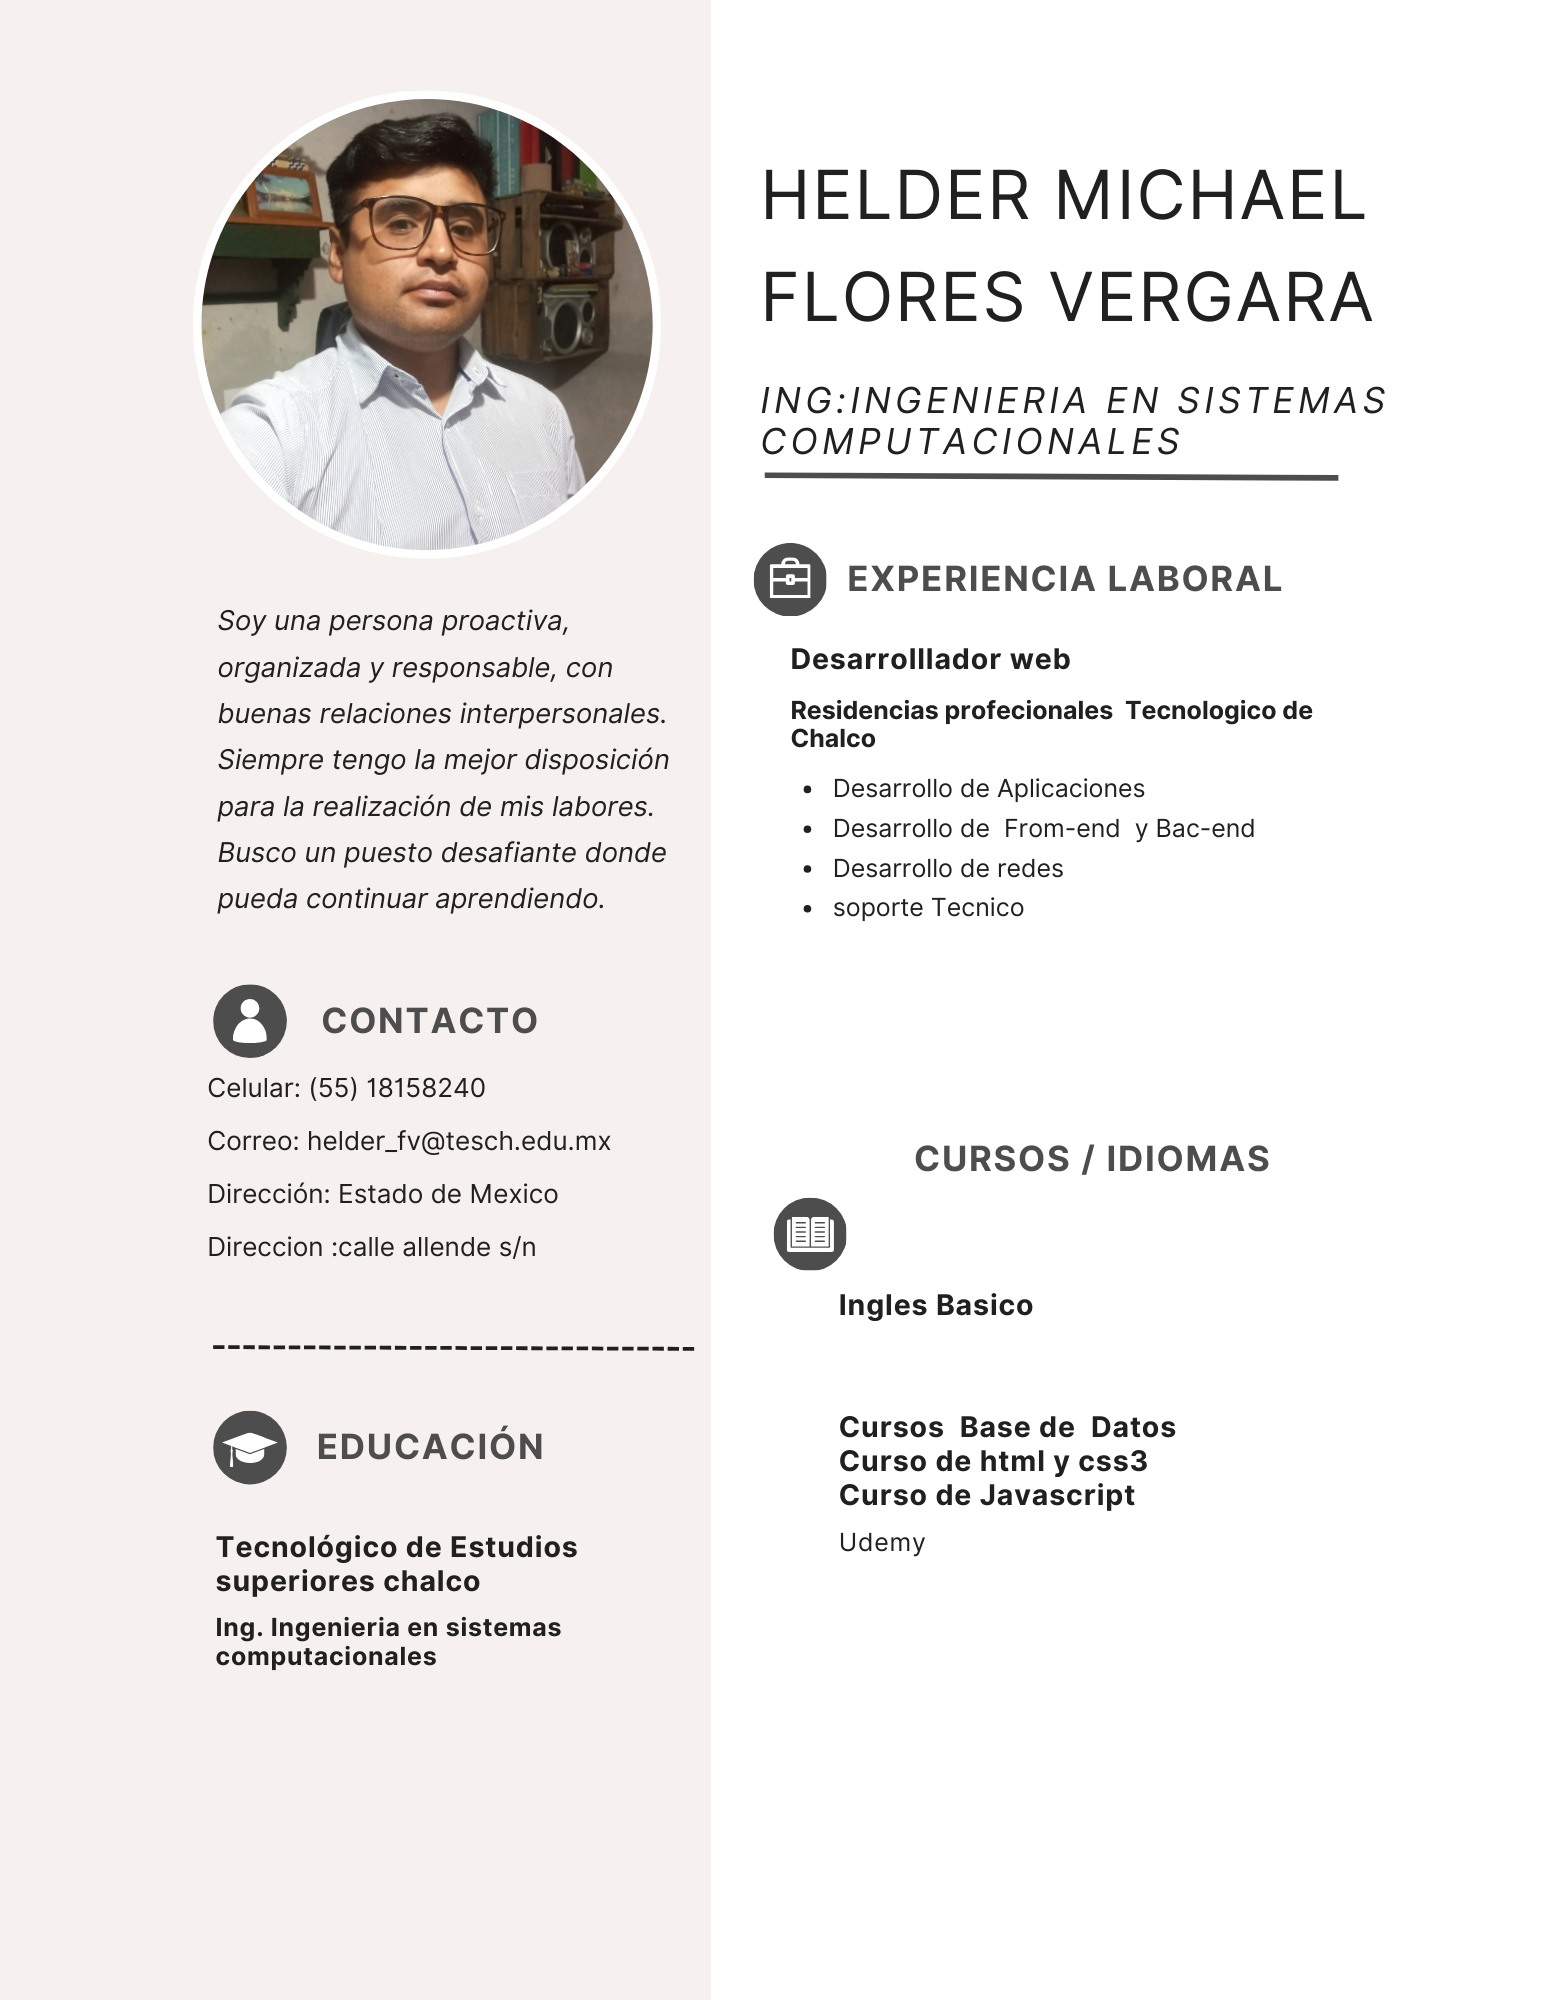 HELDER MICHAEL
FLORES VERGARA
ING:INGENIERIA EN SISTEMAS
COMPUTACIONALES
Soy una persona proactiva,
organizada y responsable, con
buenas relaciones interpersonales.
Siempre tengo la mejor disposición
para la realización de mis labores.
Busco un puesto desafiante donde
pueda continuar aprendiendo.
CONTACTO
Celular: (55) 18158240
Correo: helder_fv@tesch.edu.mx
Dirección: Estado de Mexico
Direccion :calle allende s/n
EDUCACIÓN
Tecnológico de Estudios
superiores chalco
Ing. Ingenieria en sistemas
computacionales
EXPERIENCIA LABORAL
Desarrolllador web
Residencias profecionales  Tecnologico de
Chalco
• Desarrollo de Aplicaciones
• Desarrollo de  From-end  y Bac-end
• Desarrollo de redes
• soporte Tecnico
CURSOS / IDIOMAS
Ingles Basico
Cursos  Base de  Datos
Curso de html y css3
Curso de Javascript
Udemy